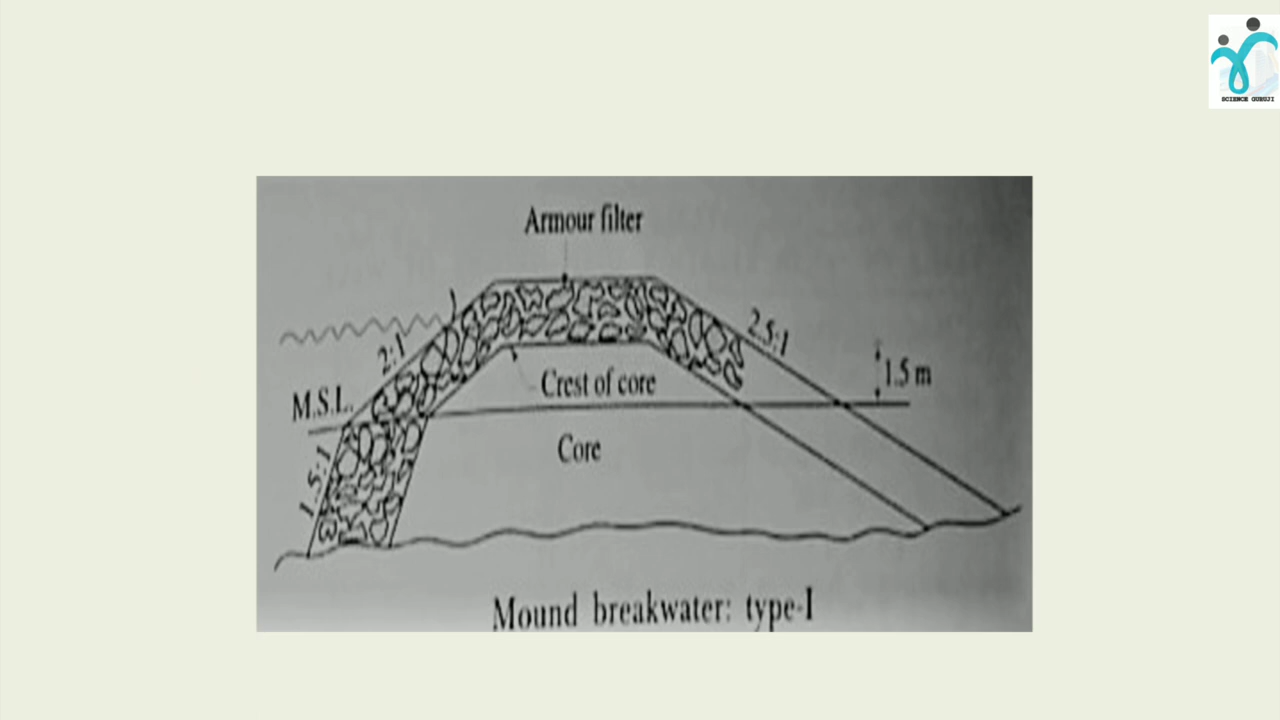 SCIENCE GURUJI
Armour filter
2:1
2.5:1
1.5 m
Crest of core
M.S.L.
Core
1.5:1
Mound breakwater: type-I